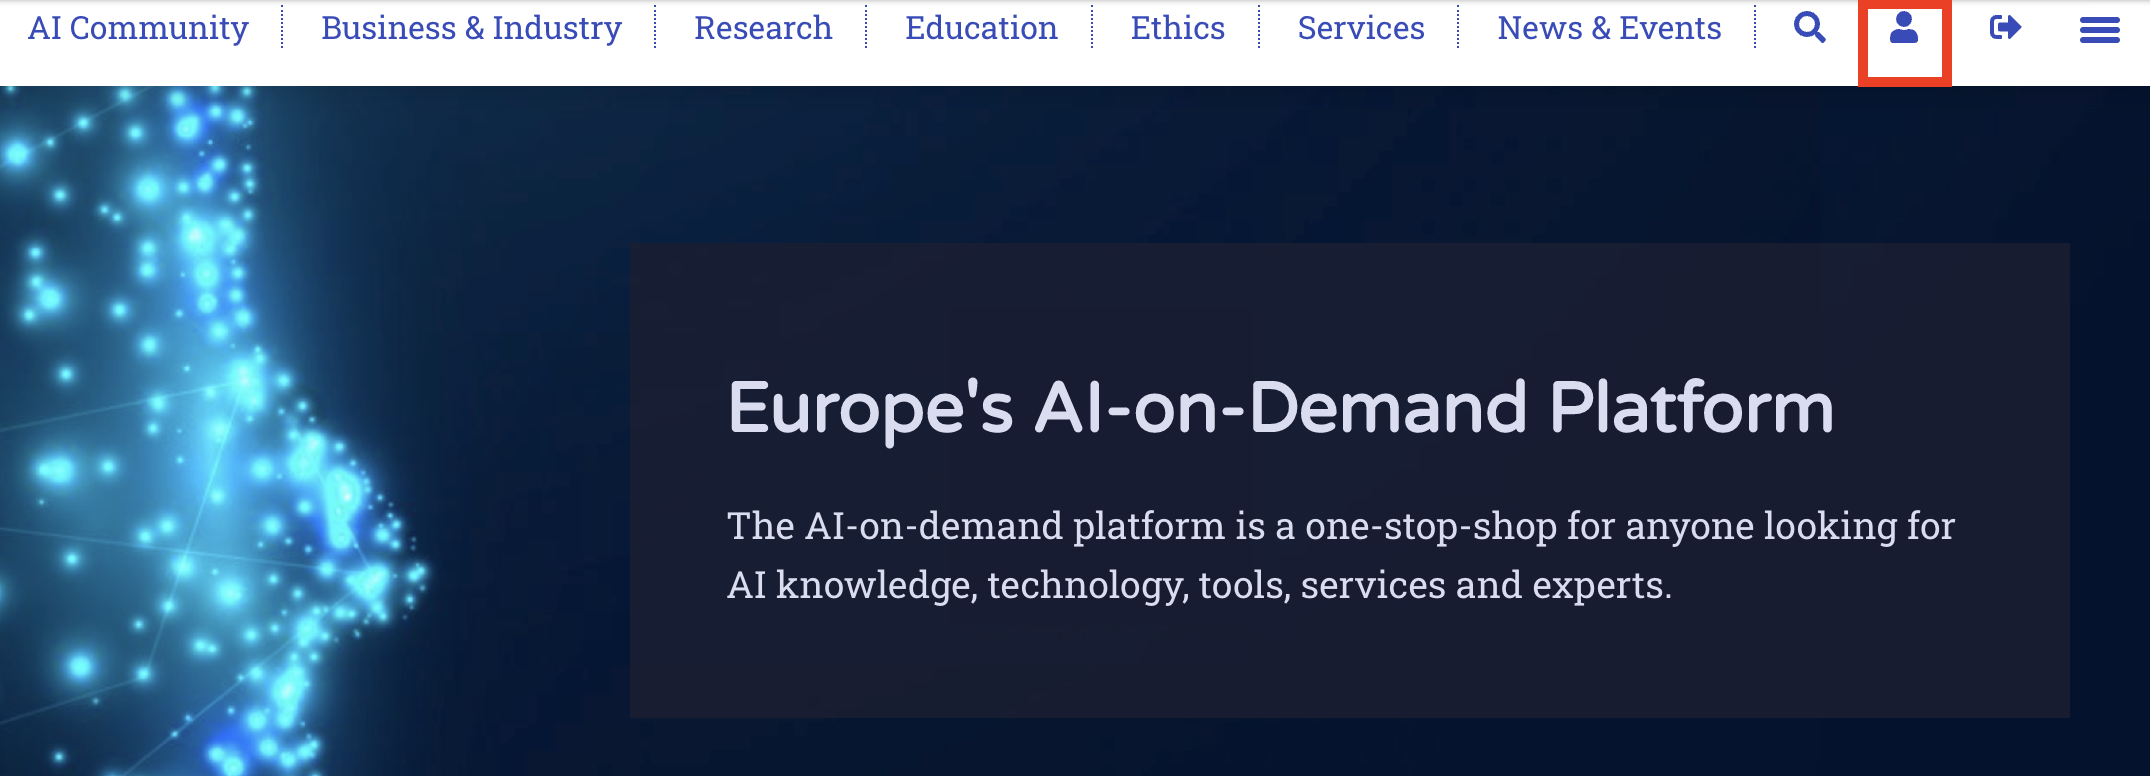 AI Community Business & Industry Research Education Ethics Services News & Events
Europe's AI-on-Demand Platform
The AI-on-demand platform is a one-stop-shop for anyone looking for
AI knowledge, technology, tools, services and experts.